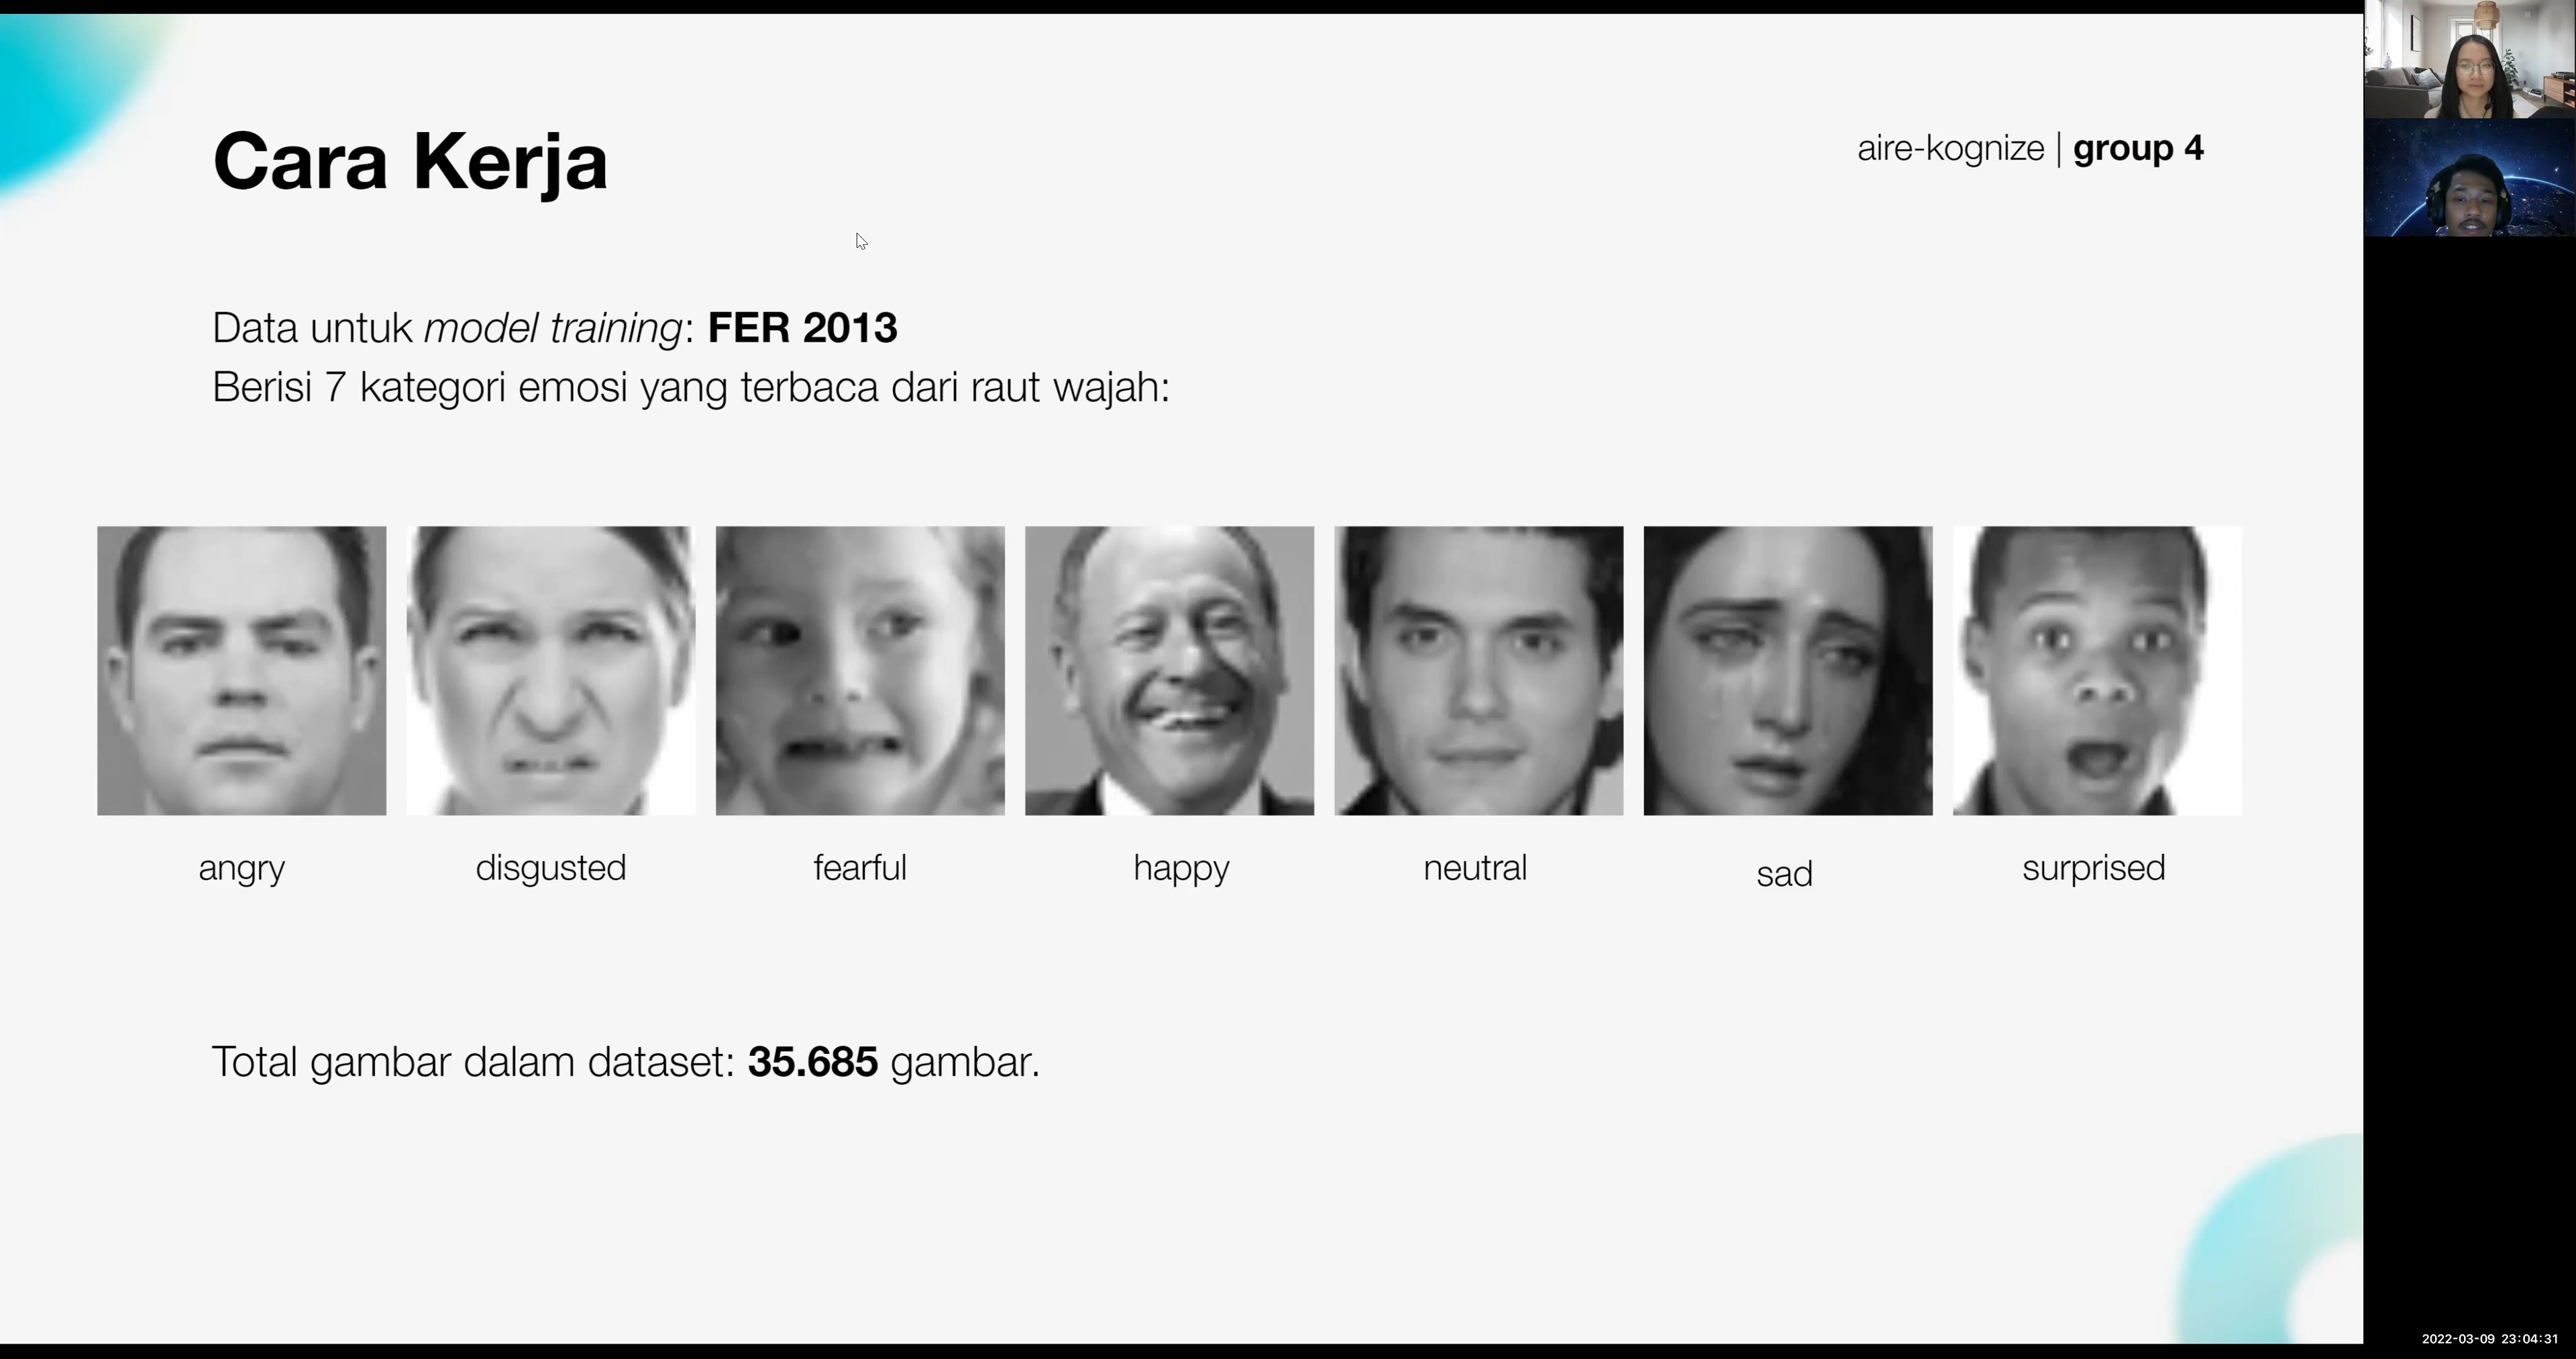 Cara Kerja
aire-kognize | group 4
Data untuk model training: FER 2013
Berisi 7 kategori emosi yang terbaca dari raut wajah:
angry
disgusted
fearful
happy
neutral
sad
surprised
Total gambar dalam dataset: 35.685 gambar.
2022-03-09 23:04:31